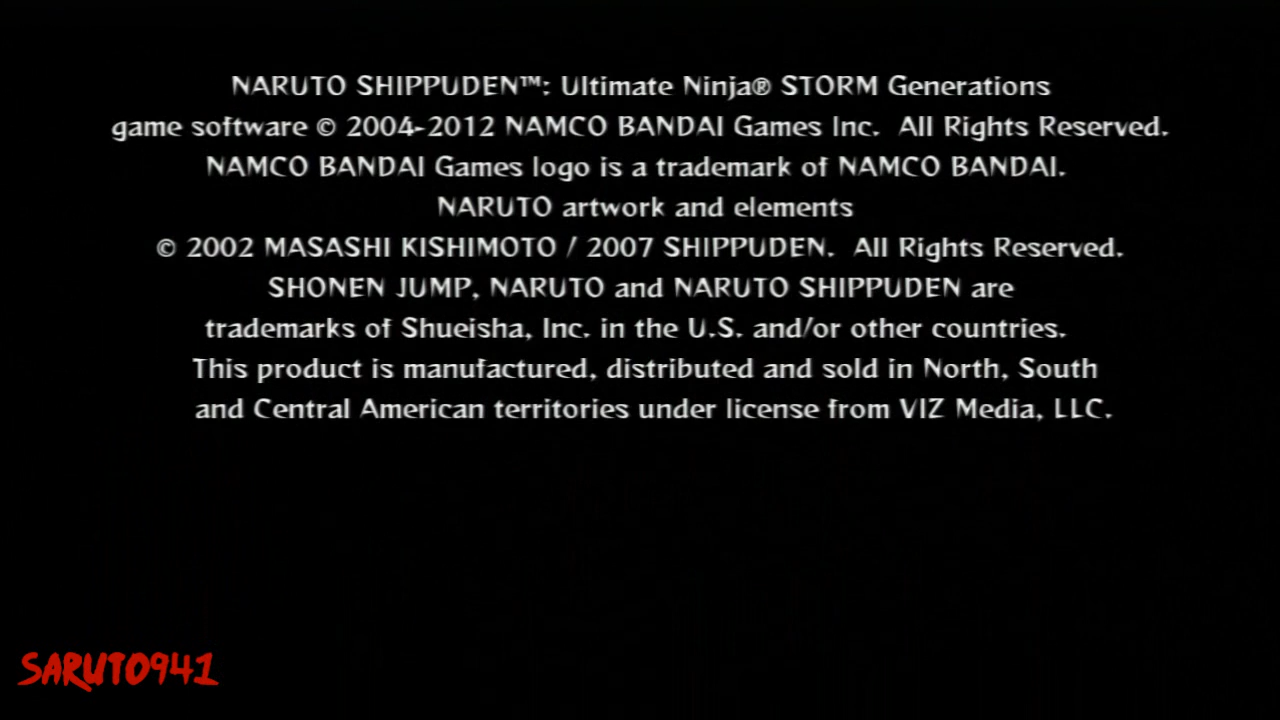 NARUTO SHIPPUDEN™: Ultimate Ninja® STORM Generations
game software © 2004-2012 NAMCO BANDAI Games Inc.  All Rights Reserved.
NAMCO BANDAI Games logo is a trademark of NAMCO BANDAI.
NARUTO artwork and elements
© 2002 MASASHI KISHIMOTO / 2007 SHIPPUDEN.  All Rights Reserved.
SHONEN JUMP, NARUTO and NARUTO SHIPPUDEN are
trademarks of Shueisha, Inc. in the U.S. and/or other countries.
This product is manufactured, distributed and sold in North, South
and Central American territories under license from VIZ Media, LLC.
SARUTO941